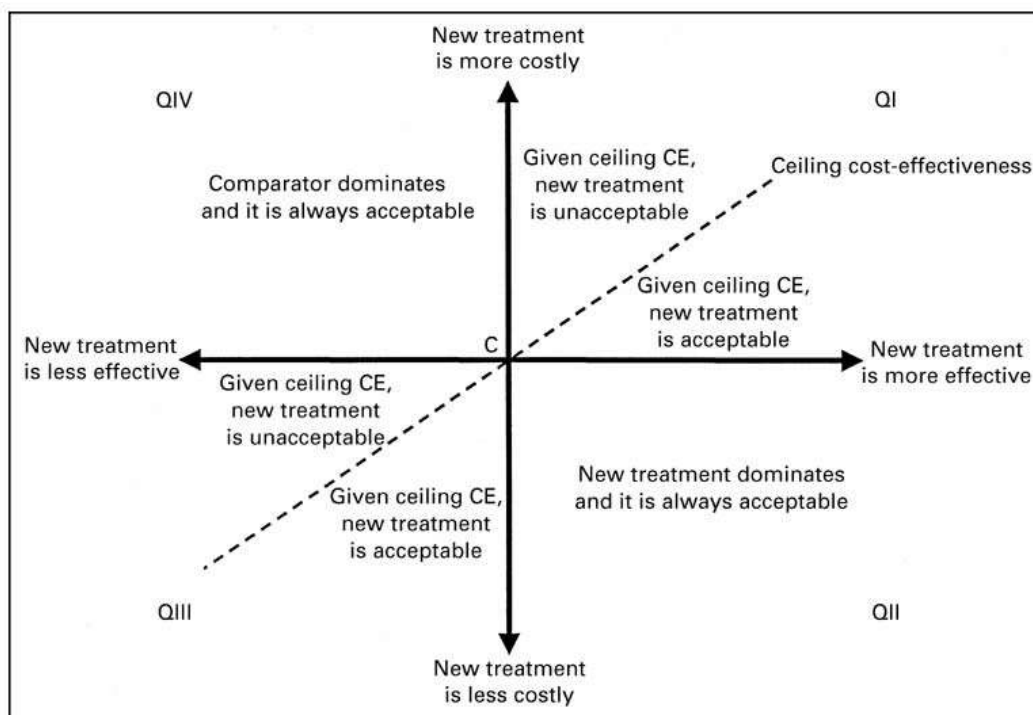 New treatment
is more costly
QIV
QI
Given ceiling CE,
new treatment
is unacceptable
Ceiling cost-effectiveness
Comparator dominates
and it is always acceptable
Given ceiling CE,
new treatment
is acceptable
C
New treatment
is less effective
New treatment
is more effective
Given ceiling CE,
new treatment
is unacceptable
New treatment dominates
and it is always acceptable
Given ceiling CE,
new treatment
is acceptable
QIII
QII
New treatment
is less costly